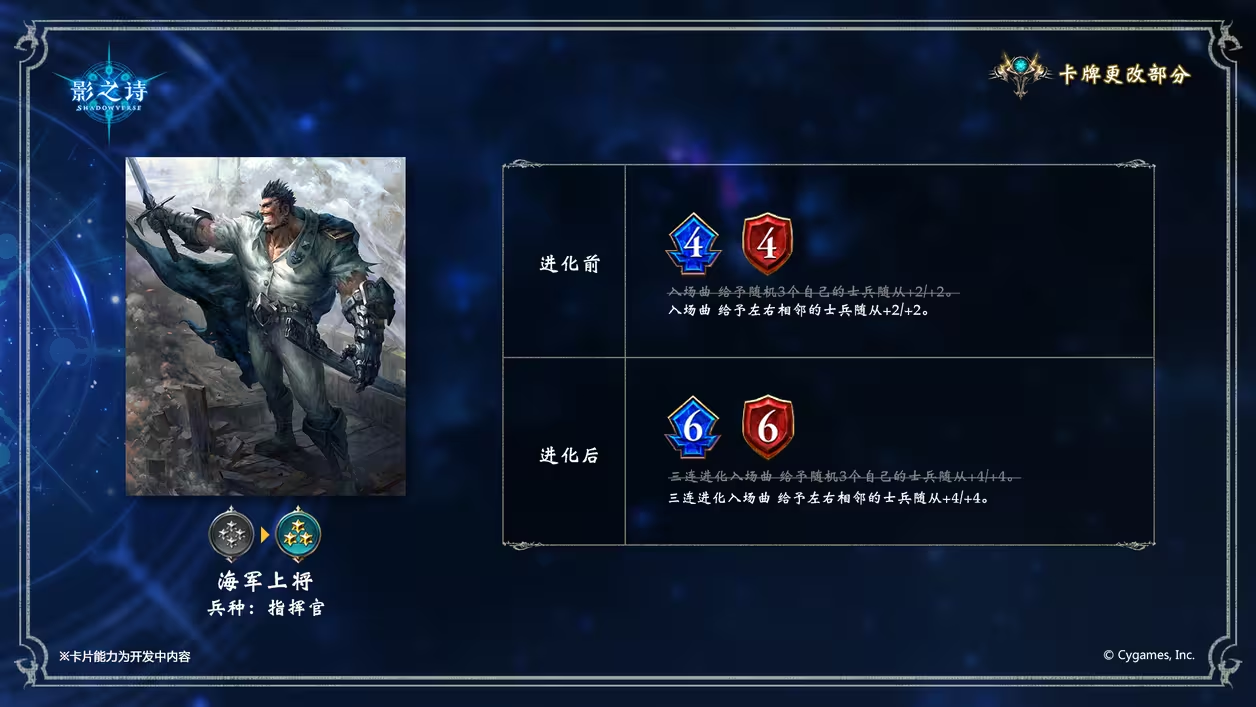 影之诗
SHADOWVERSE
卡牌更改部分
进化前
4 4
入场曲 给予随机3个自己的士兵随从+2/+2。
入场曲 给予左右相邻的士兵随从+2/+2。
进化后
6 6
三连进化入场曲 给予随机3个自己的士兵随从+4/+4。
三连进化入场曲 给予左右相邻的士兵随从+4/+4。
海军上将
兵种：指挥官
※卡片能力为开发中内容
© Cygames, Inc.